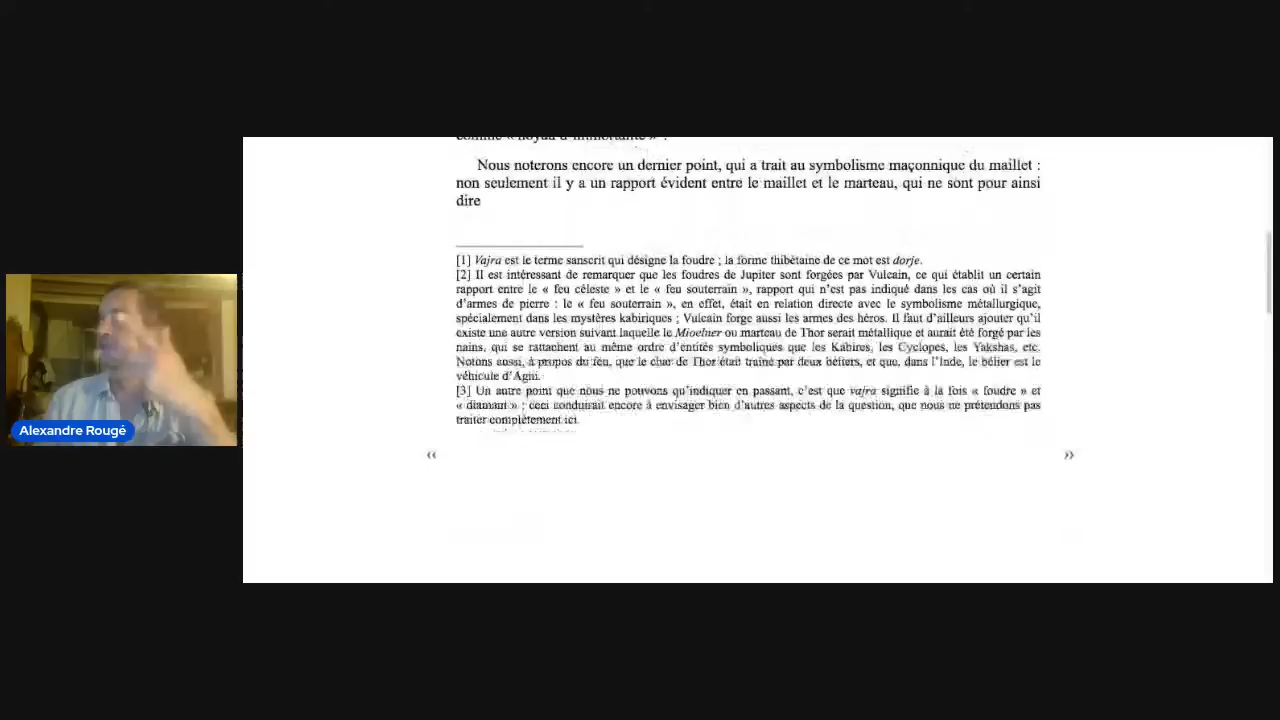 comme « noyau d'immortalité » .
Nous noterons encore un dernier point, qui a trait au symbolisme maçonnique du maillet :
non seulement il y a un rapport évident entre le maillet et le marteau, qui ne sont pour ainsi
dire
[1] Vajra est le terme sanscrit qui désigne la foudre ; la forme thibétaine de ce mot est dorje.
[2] Il est intéressant de remarquer que les foudres de Jupiter sont forgées par Vulcain, ce qui établit un certain
rapport entre le « feu céleste » et le « feu souterrain », rapport qui n'est pas indiqué dans les cas où il s'agit
d'armes de pierre : le « feu souterrain », en effet, était en relation directe avec le symbolisme métallurgique,
spécialement dans les mystères kabiriques ; Vulcain forge aussi les armes des héros. Il faut d'ailleurs ajouter qu'il
existe une autre version suivant laquelle le Mioelner ou marteau de Thor serait métallique et aurait été forgé par les
nains, qui se rattachent au même ordre d'entités symboliques que les Kabires, les Cyclopes, les Yakshas, etc.
Notons aussi, à propos du feu, que le char de Thor était traîné par deux béliers, et que, dans l'Inde, le bélier est le
véhicule d'Agni.
[3] Un autre point que nous ne pouvons qu'indiquer en passant, c'est que vajra signifie à la fois « foudre » et
« diamant » ; ceci conduirait encore à envisager bien d'autres aspects de la question, que nous ne prétendons pas
traiter complètement ici.
‹‹ ››
Alexandre Rougé